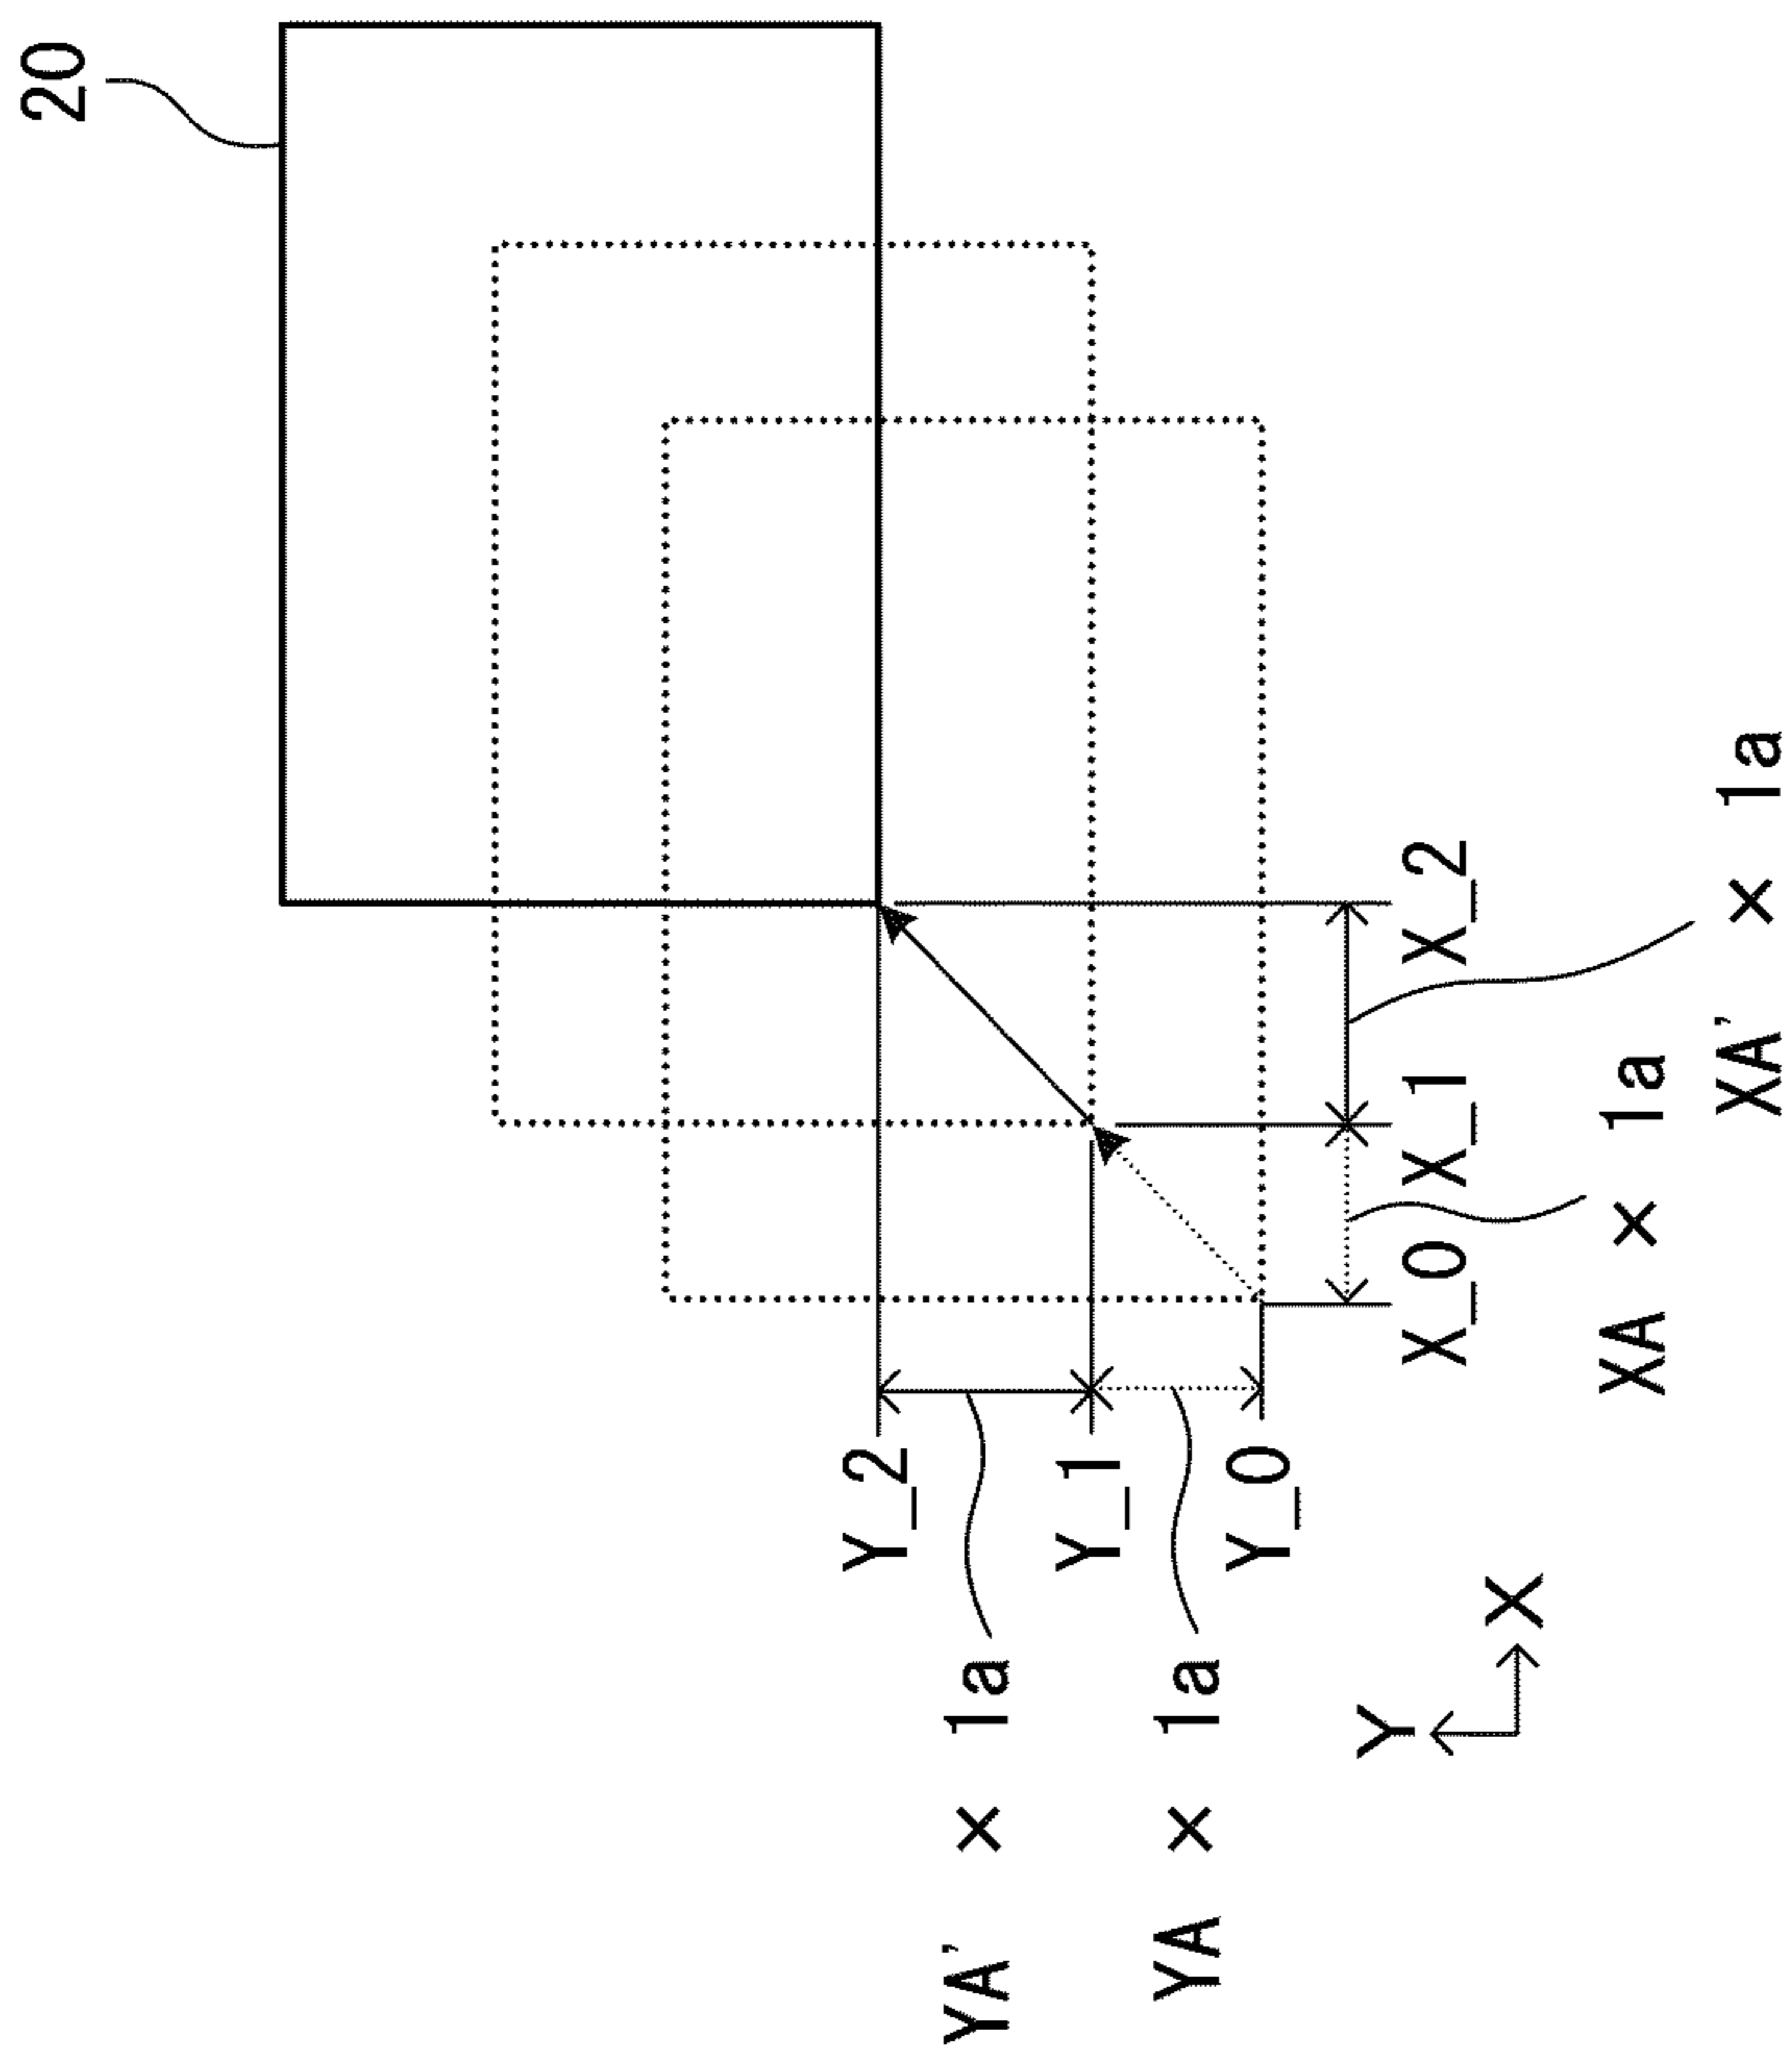 20
Y_2
YA' × 1a
Y_1
YA × 1a
Y_0
Y
X_0
X_1
X_2
X
XA × 1a
XA' × 1a